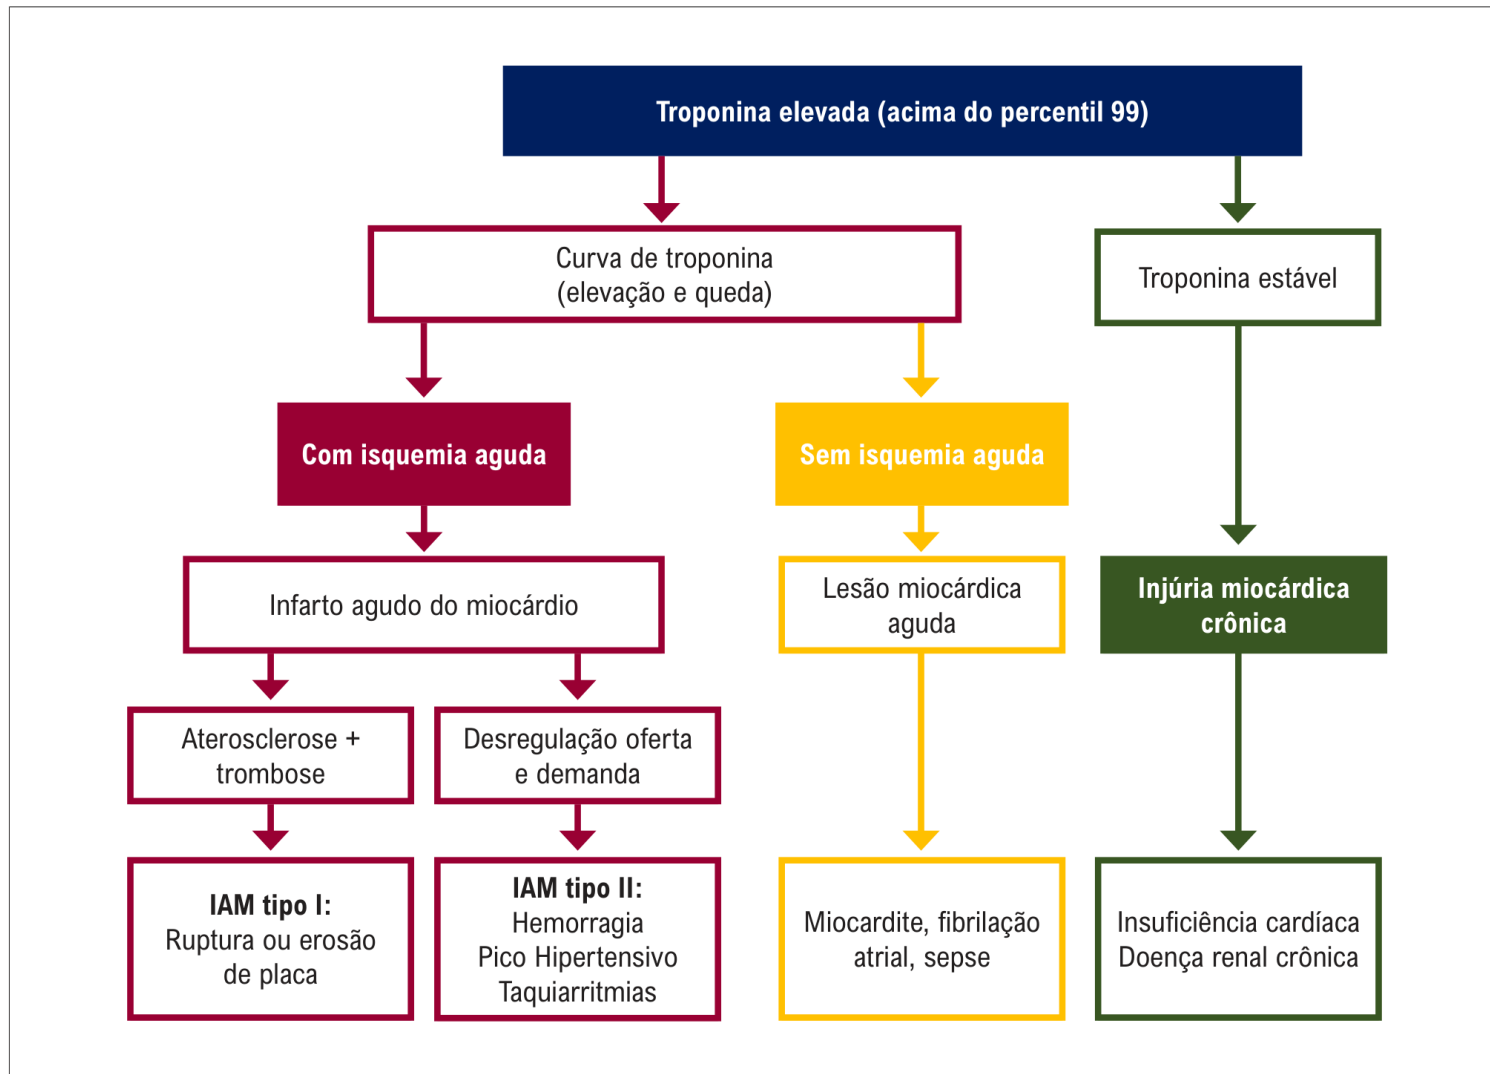 Troponina elevada (acima do percentil 99)
Curva de troponina
(elevação e queda)
Troponina estável
Com isquemia aguda
Sem isquemia aguda
Infarto agudo do miocárdio
Lesão miocárdica
aguda
Injúria miocárdica
crônica
Aterosclerose +
trombose
Desregulação oferta
e demanda
IAM tipo I:
Ruptura ou erosão
de placa
IAM tipo II:
Hemorragia
Pico Hipertensivo
Taquiarritmias
Miocardite, fibrilação
atrial, sepse
Insuficiência cardíaca
Doença renal crônica